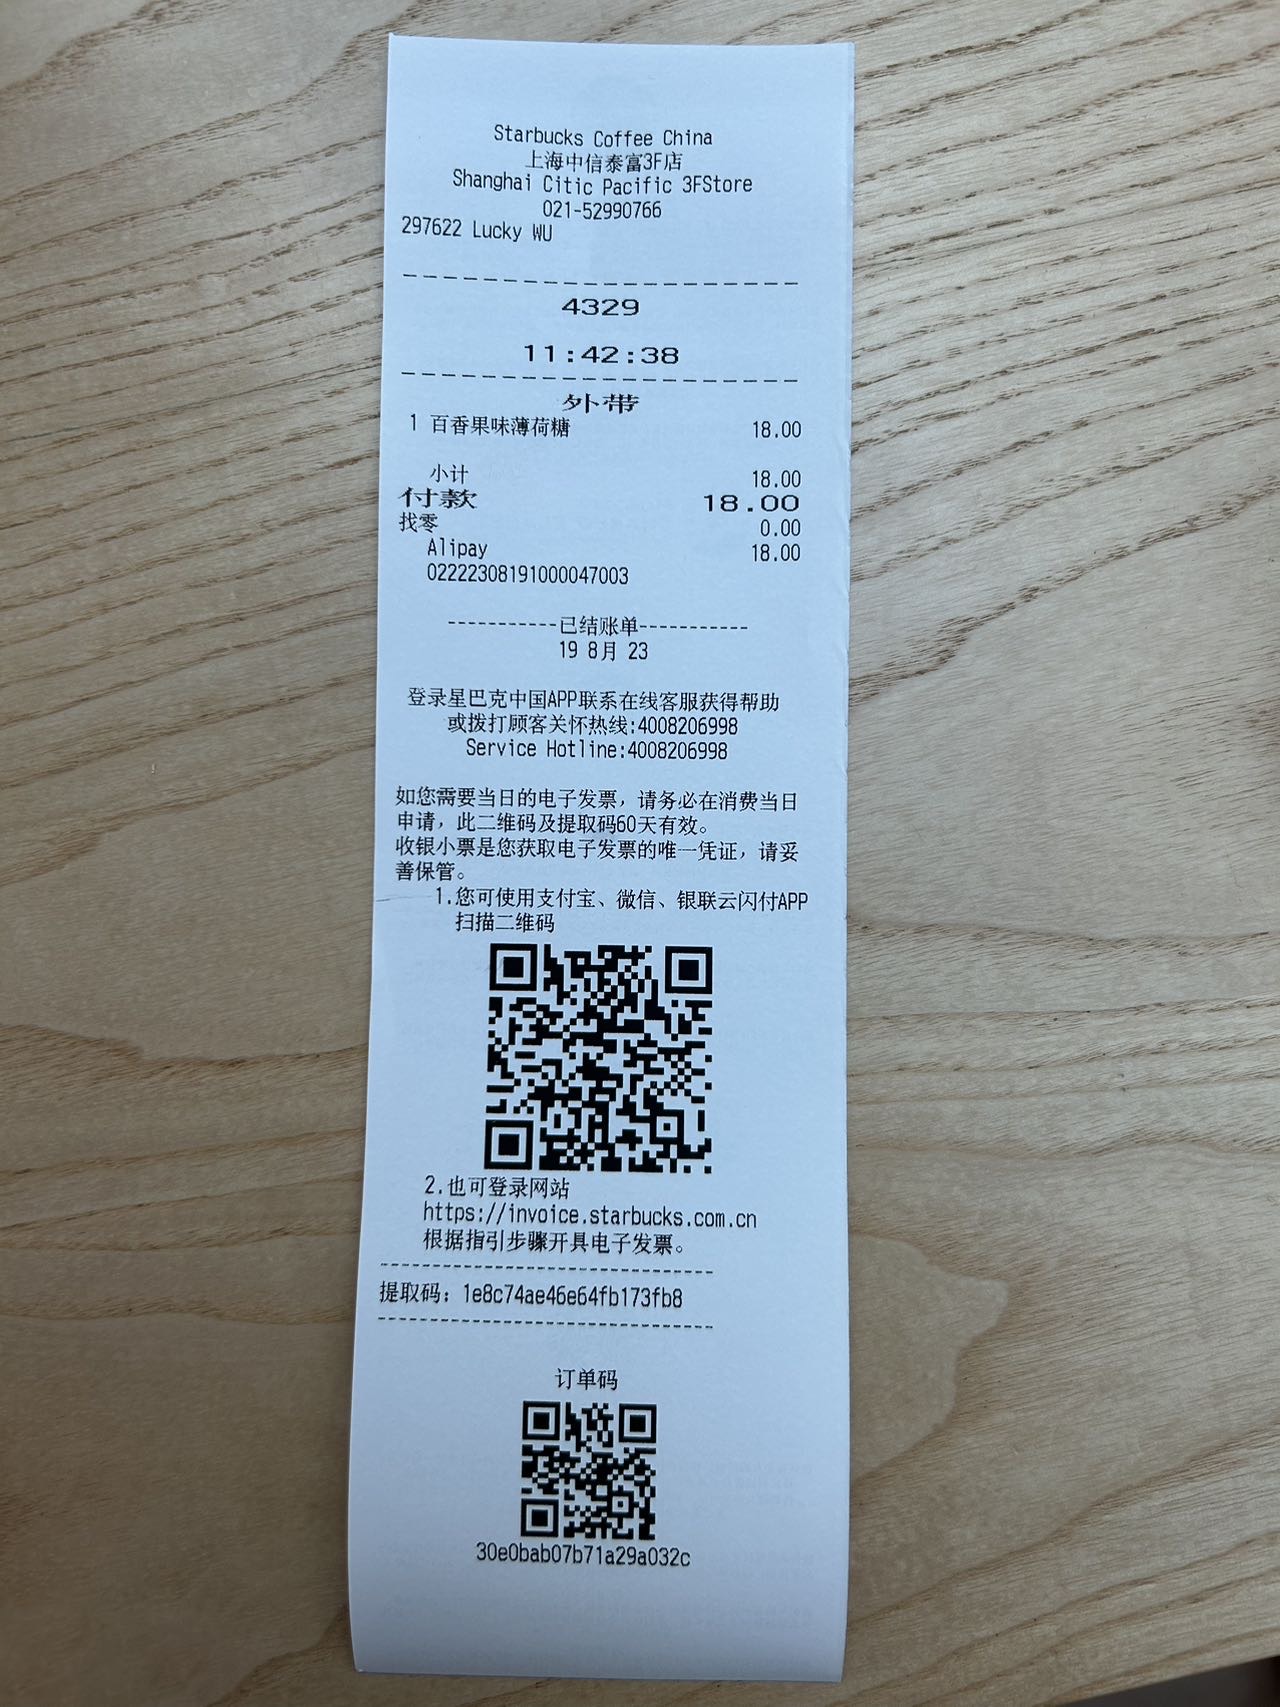 Starbucks Coffee China
上海中信泰富3F店
Shanghai Citic Pacific 3FStore
021-52990766
297622 Lucky WU
4329
11:42:38
外带
1 百香果味薄荷糖 18.00
小计 18.00
付款 18.00
找零 0.00
Alipay 18.00
02222308191000047003
-----------已结账单-----------
19 8月 23
登录星巴克中国APP联系在线客服获得帮助
或拨打顾客关怀热线:4008206998
Service Hotline:4008206998
如您需要当日的电子发票，请务必在消费当日
申请，此二维码及提取码60天有效。
收银小票是您获取电子发票的唯一凭证，请妥
善保管。
1.您可使用支付宝、微信、银联云闪付APP
扫描二维码
2.也可登录网站
https://invoice.starbucks.com.cn
根据指引步骤开具电子发票。
提取码：1e8c74ae46e64fb173fb8
订单码
30e0bab07b71a29a032c